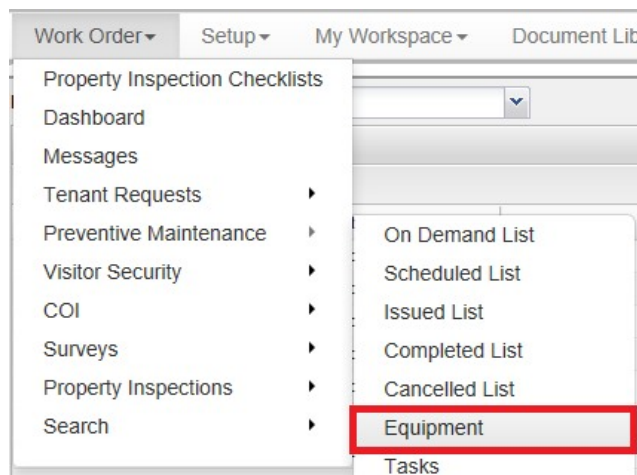 Work Order Setup My Workspace Document Lib
Property Inspection Checklists
Dashboard
Messages
Tenant Requests
Preventive Maintenance
Visitor Security
COI
Surveys
Property Inspections
Search
On Demand List
Scheduled List
Issued List
Completed List
Cancelled List
Equipment
Tasks